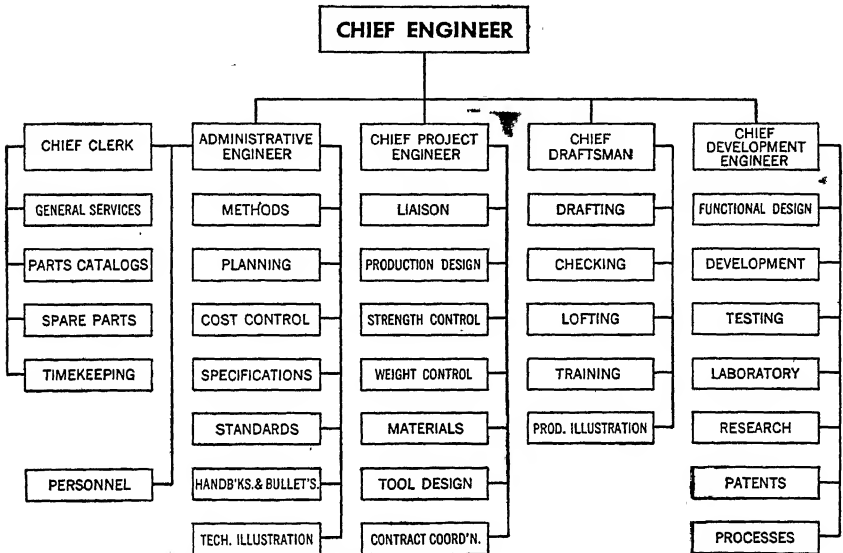 CHIEF ENGINEER
CHIEF CLERK
GENERAL SERVICES
PARTS CATALOGS
SPARE PARTS
TIMEKEEPING
PERSONNEL
ADMINISTRATIVE
ENGINEER
METHODS
PLANNING
COST CONTROL
SPECIFICATIONS
STANDARDS
HANDB'KS.& BULLET'S.
TECH. ILLUSTRATION
CHIEF PROJECT
ENGINEER
LIAISON
PRODUCTION DESIGN
STRENGTH CONTROL
WEIGHT CONTROL
MATERIALS
TOOL DESIGN
CONTRACT COORD'N.
CHIEF
DRAFTSMAN
DRAFTING
CHECKING
LOFTING
TRAINING
PROD. ILLUSTRATION
CHIEF
DEVELOPMENT
ENGINEER
FUNCTIONAL DESIGN
DEVELOPMENT
TESTING
LABORATORY
RESEARCH
PATENTS
PROCESSES